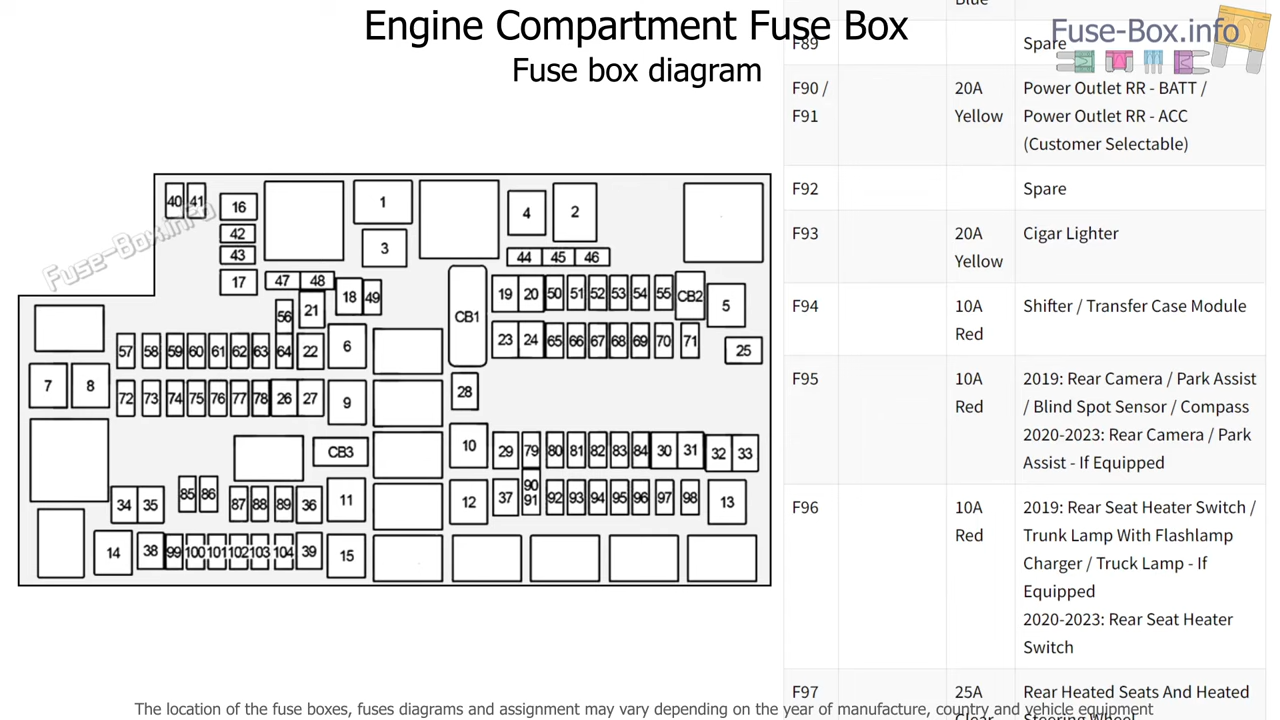 Engine Compartment Fuse Box
Fuse box diagram
Fuse-Box.info
Blue
F89 Spare
F90 / 20A Power Outlet RR - BATT /
F91 Yellow Power Outlet RR - ACC
(Customer Selectable)
F92 Spare
F93 20A Cigar Lighter
Yellow
F94 10A Shifter / Transfer Case Module
Red
F95 10A 2019: Rear Camera / Park Assist
Red / Blind Spot Sensor / Compass
2020-2023: Rear Camera / Park
Assist - If Equipped
F96 10A 2019: Rear Seat Heater Switch /
Red Trunk Lamp With Flashlamp
Charger / Truck Lamp - If
Equipped
2020-2023: Rear Seat Heater
Switch
F97 25A Rear Heated Seats And Heated
Clear Steering Wheel
Fuse-Box.info
40 41 16 1 4 2
42 3
43 44 45 46
17 47 48 18 49 19 20 50 51 52 53 54 55 CB2 5
56 21 CB1
57 58 59 60 61 62 63 64 22 6 23 24 65 66 67 68 69 70 71 25
7 8 72 73 74 75 76 77 78 26 27 9 28
CB3 10 29 79 80 81 82 83 84 30 31 32 33
34 35 85 86 87 88 89 36 11 12 37 90 91 92 93 94 95 96 97 98 13
14 38 99 100 101 102 103 104 39 15
The location of the fuse boxes, fuses diagrams and assignment may vary depending on the year of manufacture, country and vehicle equipment